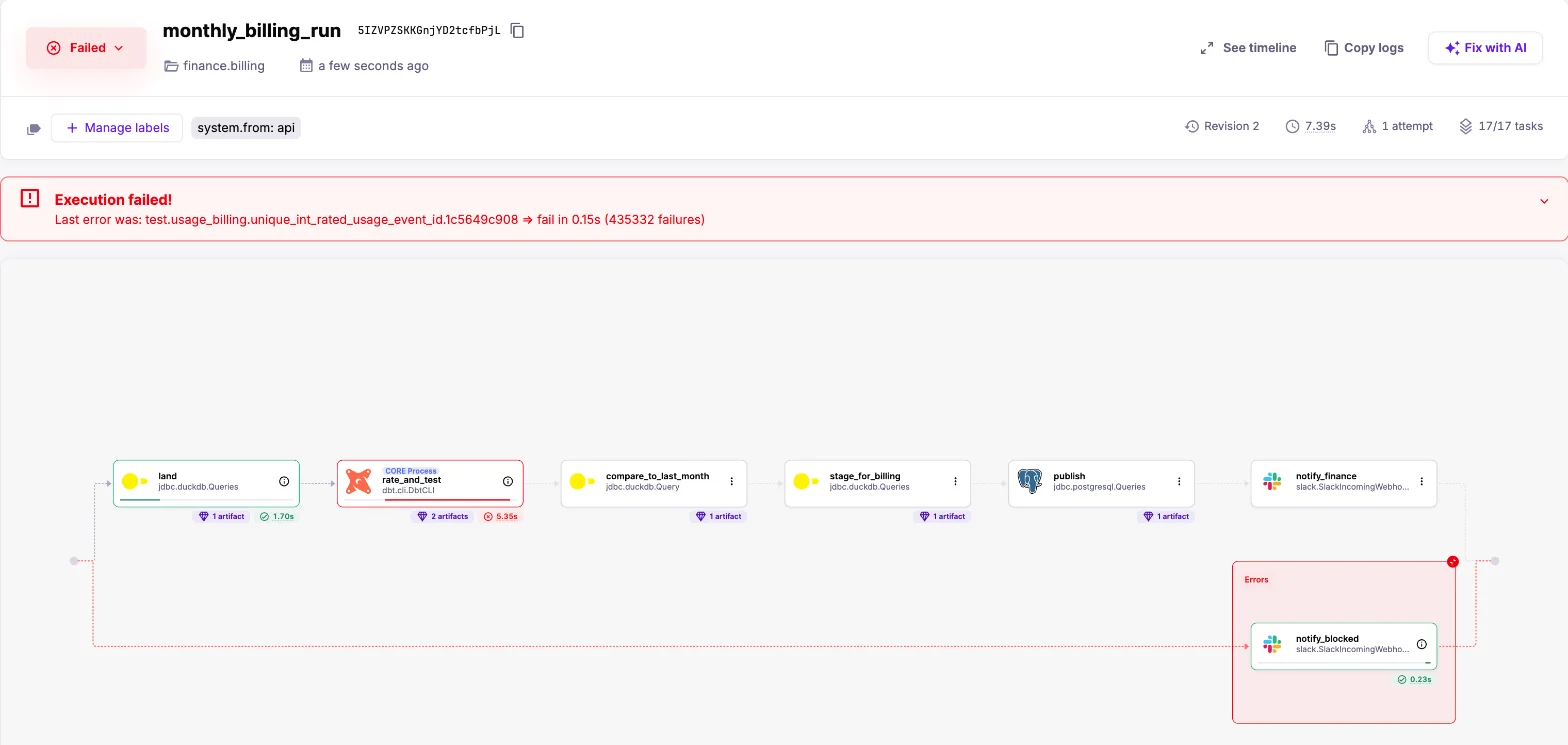 Failed
monthly_billing_run 5IZVPZSKKGnjYD2tcfbPjL
finance.billing a few seconds ago
See timeline Copy logs Fix with AI
+ Manage labels system.from: api
Revision 2 7.39s 1 attempt 17/17 tasks
Execution failed!
Last error was: test.usage_billing.unique_int_rated_usage_event_id.1c5649c908 => fail in 0.15s (435332 failures)
land
jdbc.duckdb.Queries
1 artifact 1.70s
CORE Process
rate_and_test
dbt.cli.DbtCLI
2 artifacts 5.35s
compare_to_last_month
jdbc.duckdb.Query
1 artifact
stage_for_billing
jdbc.duckdb.Queries
1 artifact
publish
jdbc.postgresql.Queries
1 artifact
notify_finance
slack.SlackIncomingWebho...
Errors
notify_blocked
slack.SlackIncomingWebho...
0.23s